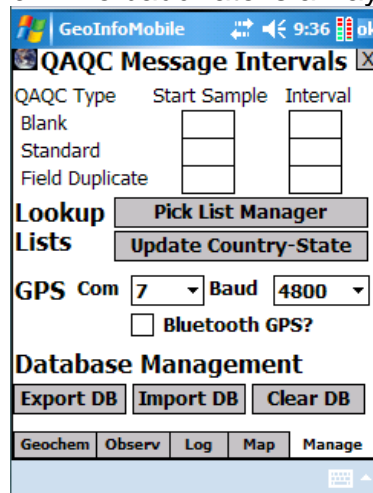 GeoInfoMobile 9:36 ok
QAQC Message Intervals X
QAQC Type Start Sample Interval
Blank
Standard
Field Duplicate
Lookup Lists
Pick List Manager
Update Country-State
GPS Com 7 Baud 4800
Bluetooth GPS?
Database Management
Export DB Import DB Clear DB
Geochem Observ Log Map Manage